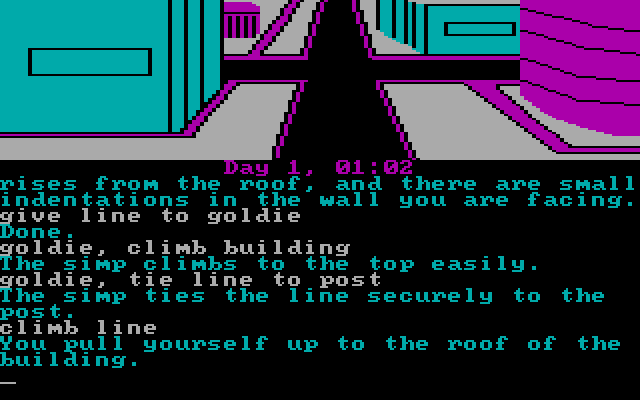 Day 1, 01:02
rises from the roof, and there are small
indentations in the wall you are facing.
give line to goldie
Done.
goldie, climb building
The simp climbs to the top easily.
goldie, tie line to post
The simp ties the line securely to the
post.
climb line
You pull yourself up to the roof of the
building.